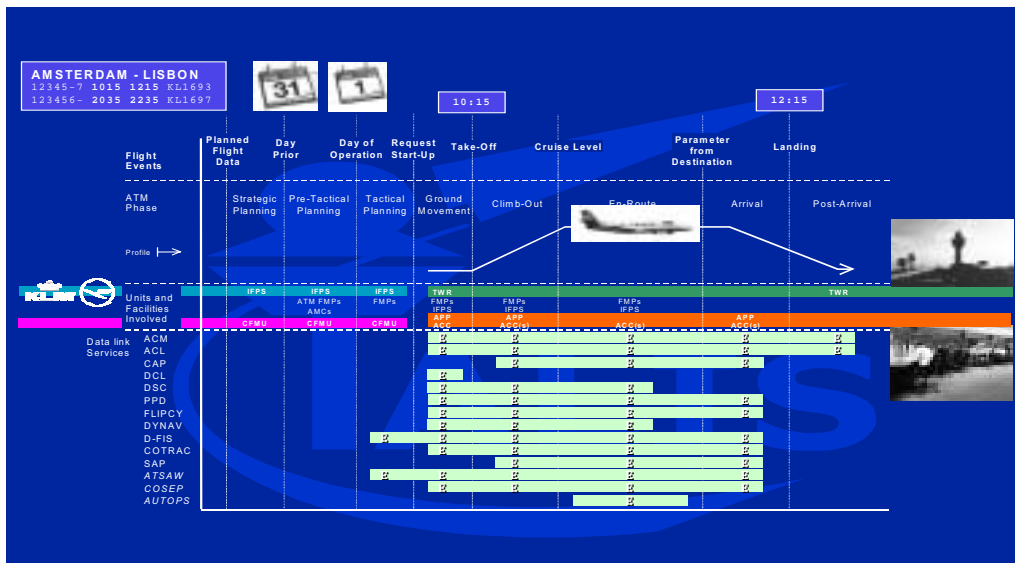 AMSTERDAM - LISBON
12345-7 1015 1215 KL1693
123456- 2035 2235 KL1697
31
1
10:15
12:15
Planned
Flight
Data
Day
Prior
Day of
Operation
Request
Start-Up
Take-Off
Cruise Level
Parameter
from
Destination
Landing
Flight
Events
ATM
Phase
Strategic
Planning
Pre-Tactical
Planning
Tactical
Planning
Ground
Movement
Climb-Out
En-Route
Arrival
Post-Arrival
Profile
KLM
Units and
Facilities
Involved
IFPS IFPS IFPS TWR TWR
ATM FMPs FMPs FMPs FMPs FMPs
AMCs IFPS IFPS IFPS
CFMU CFMU CFMU
APP APP APP
ACC ACC(s) ACC(s) ACC(s)
Data link
Services
ACM E E E E E
ACL E E E E E
CAP E E E
DCL E
DSC E E E
PPD E E E E
FLIPCY E E E E
DYNAV E E E
D-FIS E E E E E
COTRAC E E E E
SAP E E E
ATSAW E E E E E
COSEP E E E E
AUTOPS E